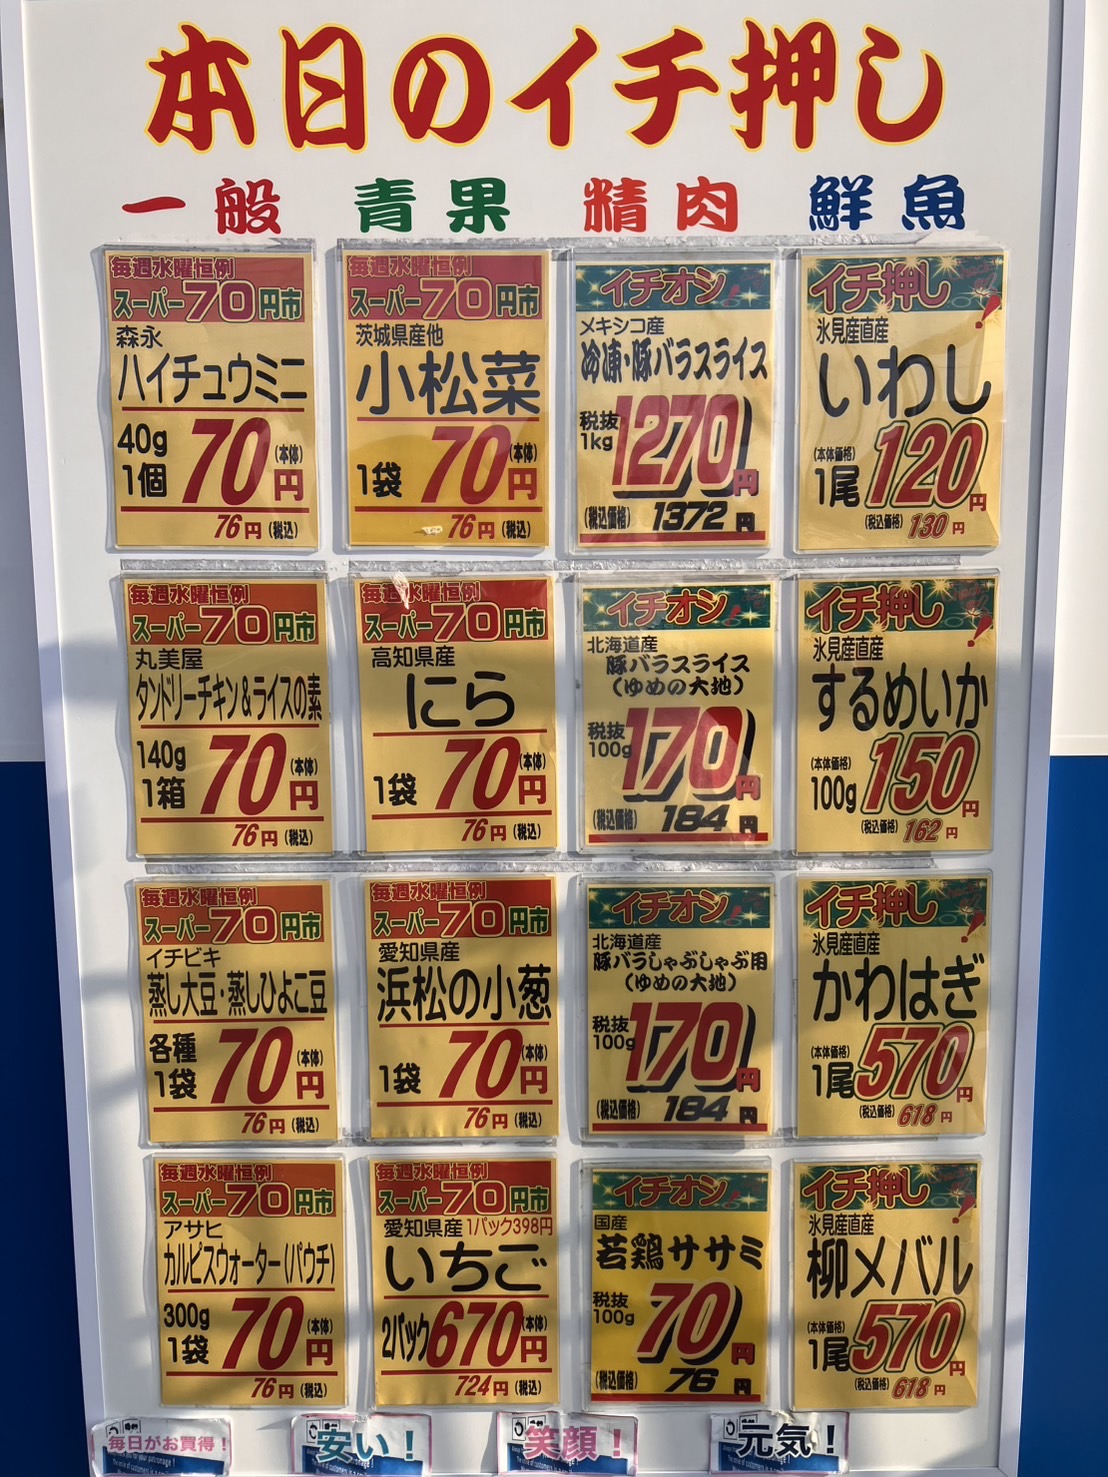 本日のイチ押し
一般 青果 精肉 鮮魚
毎週水曜恒例
スーパー70円市
森永
ハイチュウミニ
40g
1個
70円
(本体)
76円(税込)
毎週水曜恒例
スーパー70円市
茨城県産他
小松菜
1袋
70円
(本体)
76円(税込)
イチオシ
メキシコ産
冷凍・豚バラスライス
税抜
1kg
1270円
(税込価格) 1372円
イチ押し!
氷見産直産
いわし
(本体価格)
1尾
120円
(税込価格) 130円
毎週水曜恒例
スーパー70円市
丸美屋
タンドリーチキン&ライスの素
140g
1箱
70円
(本体)
76円(税込)
毎週水曜恒例
スーパー70円市
高知県産
にら
1袋
70円
(本体)
76円(税込)
イチオシ!
北海道産
豚バラスライス
(ゆめの大地)
税抜
100g
170円
(税込価格) 184円
イチ押し!
氷見産直産
するめいか
(本体価格)
100g
150円
(税込価格) 162円
毎週水曜恒例
スーパー70円市
イチビキ
蒸し大豆・蒸しひよこ豆
各種
1袋
70円
(本体)
76円(税込)
毎週水曜恒例
スーパー70円市
愛知県産
浜松の小葱
1袋
70円
(本体)
76円(税込)
イチオシ!
北海道産
豚バラしゃぶしゃぶ用
(ゆめの大地)
税抜
100g
170円
(税込価格) 184円
イチ押し!
氷見産直産
かわはぎ
(本体価格)
1尾
570円
(税込価格) 618円
毎週水曜恒例
スーパー70円市
アサヒ
カルピスウォーター(パウチ)
300g
1袋
70円
(本体)
76円(税込)
毎週水曜恒例
スーパー70円市
愛知県産 1パック398円
いちご
2パック
670円
(本体)
724円(税込)
イチオシ!
国産
若鶏ササミ
税抜
100g
70円
(税込価格) 76円
イチ押し!
氷見産直産
柳メバル
(本体価格)
1尾
570円
(税込価格) 618円
毎日がお買得! 安い! 笑顔! 元気!